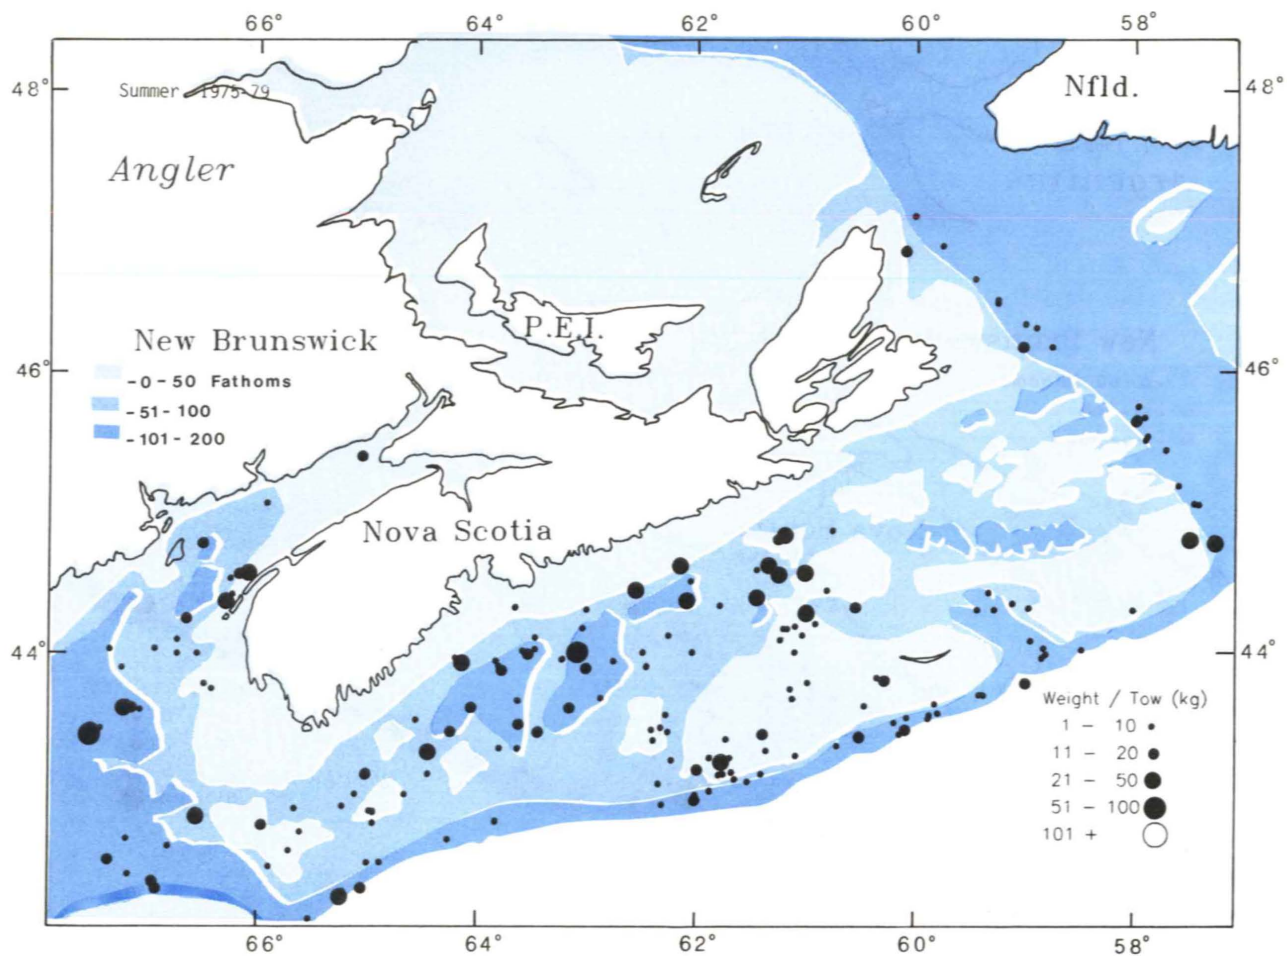 66° 64° 62° 60° 58°
48° 48°
Summer 1975-79
Nfld.
Angler
P.E.I.
New Brunswick
46° 46°
-0-50 Fathoms
-51-100
-101-200
Nova Scotia
44° 44°
Weight / Tow (kg)
1 - 10
11 - 20
21 - 50
51 - 100
101 +
66° 64° 62° 60° 58°